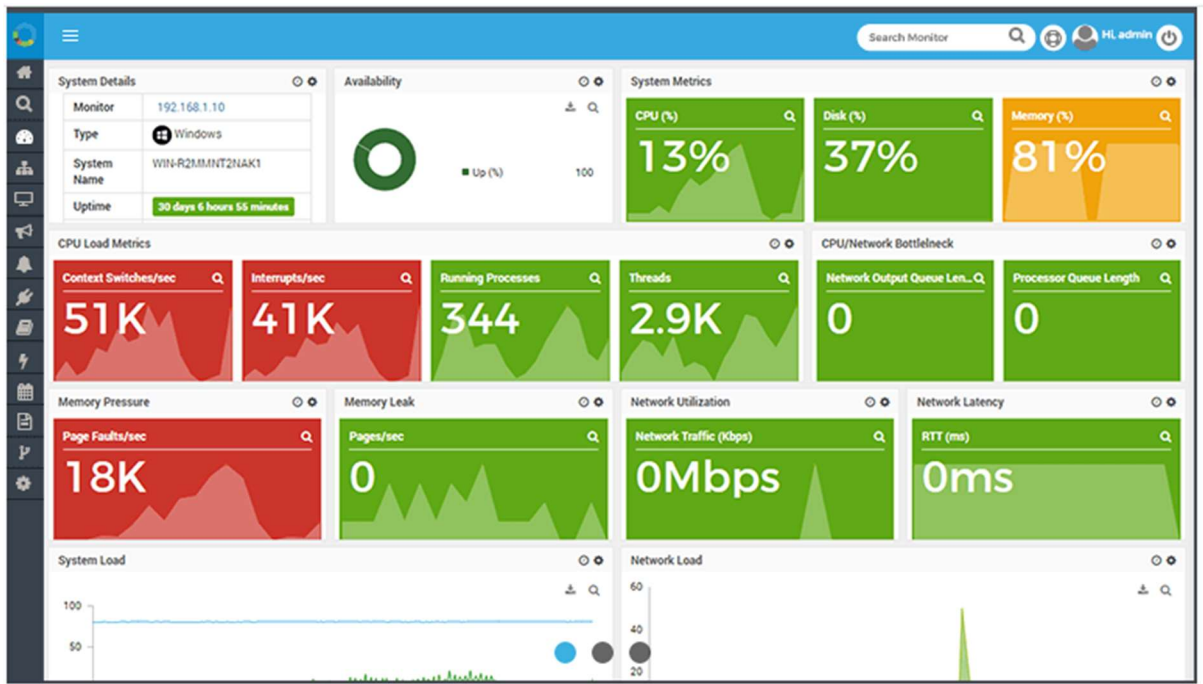 Search Monitor
Hi, admin
System Details
Monitor 192.168.1.10
Type Windows
System Name WIN-R2MMNT2NAK1
Uptime 30 days 6 hours 55 minutes
Availability
Up (%) 100
System Metrics
CPU (%)
13%
Disk (%)
37%
Memory (%)
81%
CPU Load Metrics
Context Switches/sec
51K
Interrupts/sec
41K
Running Processes
344
Threads
2.9K
CPU/Network Bottlelneck
Network Output Queue Len...
0
Processor Queue Length
0
Memory Pressure
Page Faults/sec
18K
Memory Leak
Pages/sec
0
Network Utilization
Network Traffic (Kbps)
0Mbps
Network Latency
RTT (ms)
0ms
System Load
100
50
Network Load
60
40
20